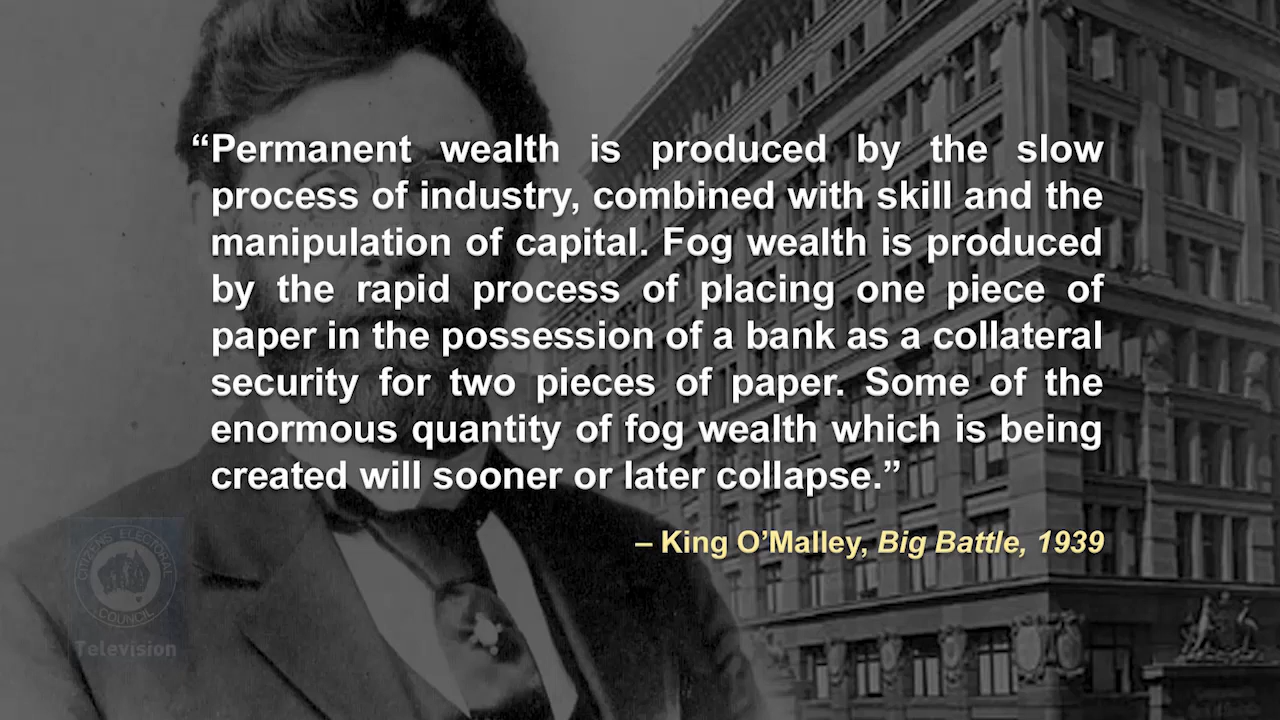 “Permanent wealth is produced by the slow
process of industry, combined with skill and the
manipulation of capital. Fog wealth is produced
by the rapid process of placing one piece of
paper in the possession of a bank as a collateral
security for two pieces of paper. Some of the
enormous quantity of fog wealth which is being
created will sooner or later collapse.”
– King O’Malley, Big Battle, 1939
CITIZENS ELECTORAL
COUNCIL
Television